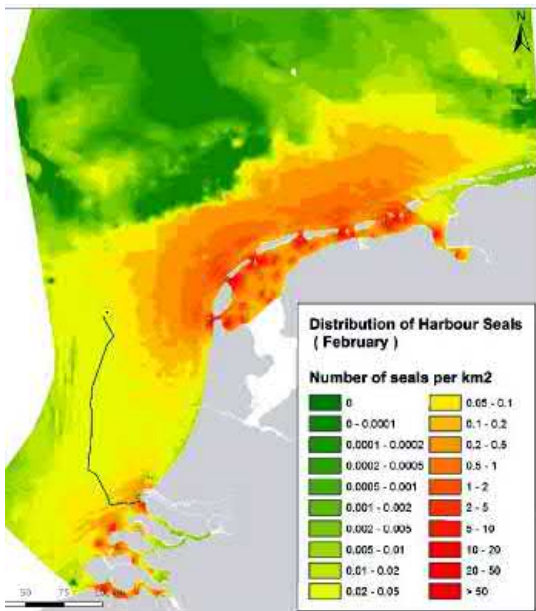 N
Distribution of Harbour Seals
( February )
Number of seals per km2
0
0 - 0.0001
0.0001 - 0.0002
0.0002 - 0.0005
0.0005 - 0.001
0.001 - 0.002
0.002 - 0.005
0.005 - 0.01
0.01 - 0.02
0.02 - 0.05
0.05 - 0.1
0.1 - 0.2
0.2 - 0.5
0.5 - 1
1 - 2
2 - 5
5 - 10
10 - 20
20 - 50
> 50
50 75